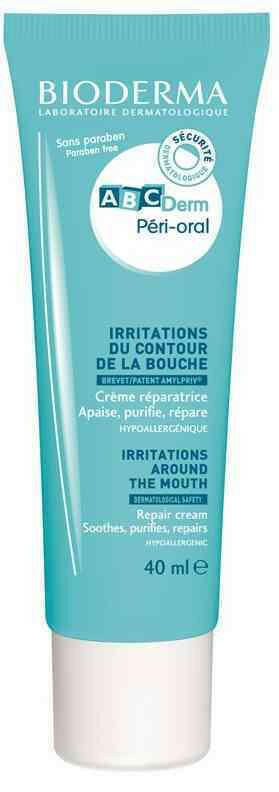 BIODERMA
LABORATOIRE DERMATOLOGIQUE
Sans paraben
Paraben free
SÉCURITÉ
DERMATOLOGIQUE
ABCDerm
Péri-oral
IRRITATIONS
DU CONTOUR
DE LA BOUCHE
BREVET/PATENT AMYLPRIV®
Crème réparatrice
Apaise, purifie, répare
HYPOALLERGÉNIQUE
IRRITATIONS
AROUND
THE MOUTH
DERMATOLOGICAL SAFETY
Repair cream
Soothes, purifies, repairs
HYPOALLERGENIC
40 ml e